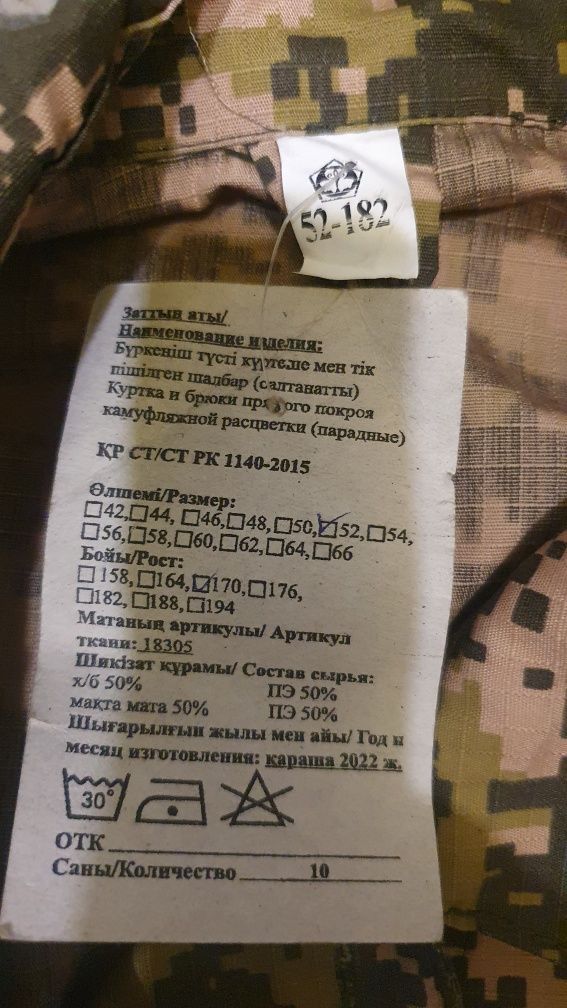 52-182
Заттың аты/
Наименование изделия:
Бүркеніш түсті күртеше мен тік
пішілген шалбар (салтанатты)
Куртка и брюки прямого покроя
камуфляжной расцветки (парадные)
ҚР СТ/СТ РК 1140-2015
Өлшемі/Размер:
☐42,☐44, ☐46,☐48,☐50,☑52,☐54,
☐56,☐58,☐60,☐62,☐64,☐66
Бойы/Рост:
☐158,☐164,☑170,☐176,
☐182,☐188,☐194
Матаның артикулы/ Артикул
ткани: 18305
Шикізат құрамы/ Состав сырья:
х/б 50% ПЭ 50%
мақта мата 50% ПЭ 50%
Шығарылғып жылы мен айы/ Год и
месяц изготовления: қараша 2022 ж.
30°
ОТК
Саны/Количество 10